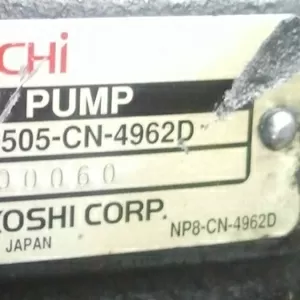 CHi
PUMP
505-CN-4962D
00060
KOSHI CORP.
JAPAN NP8-CN-4962D